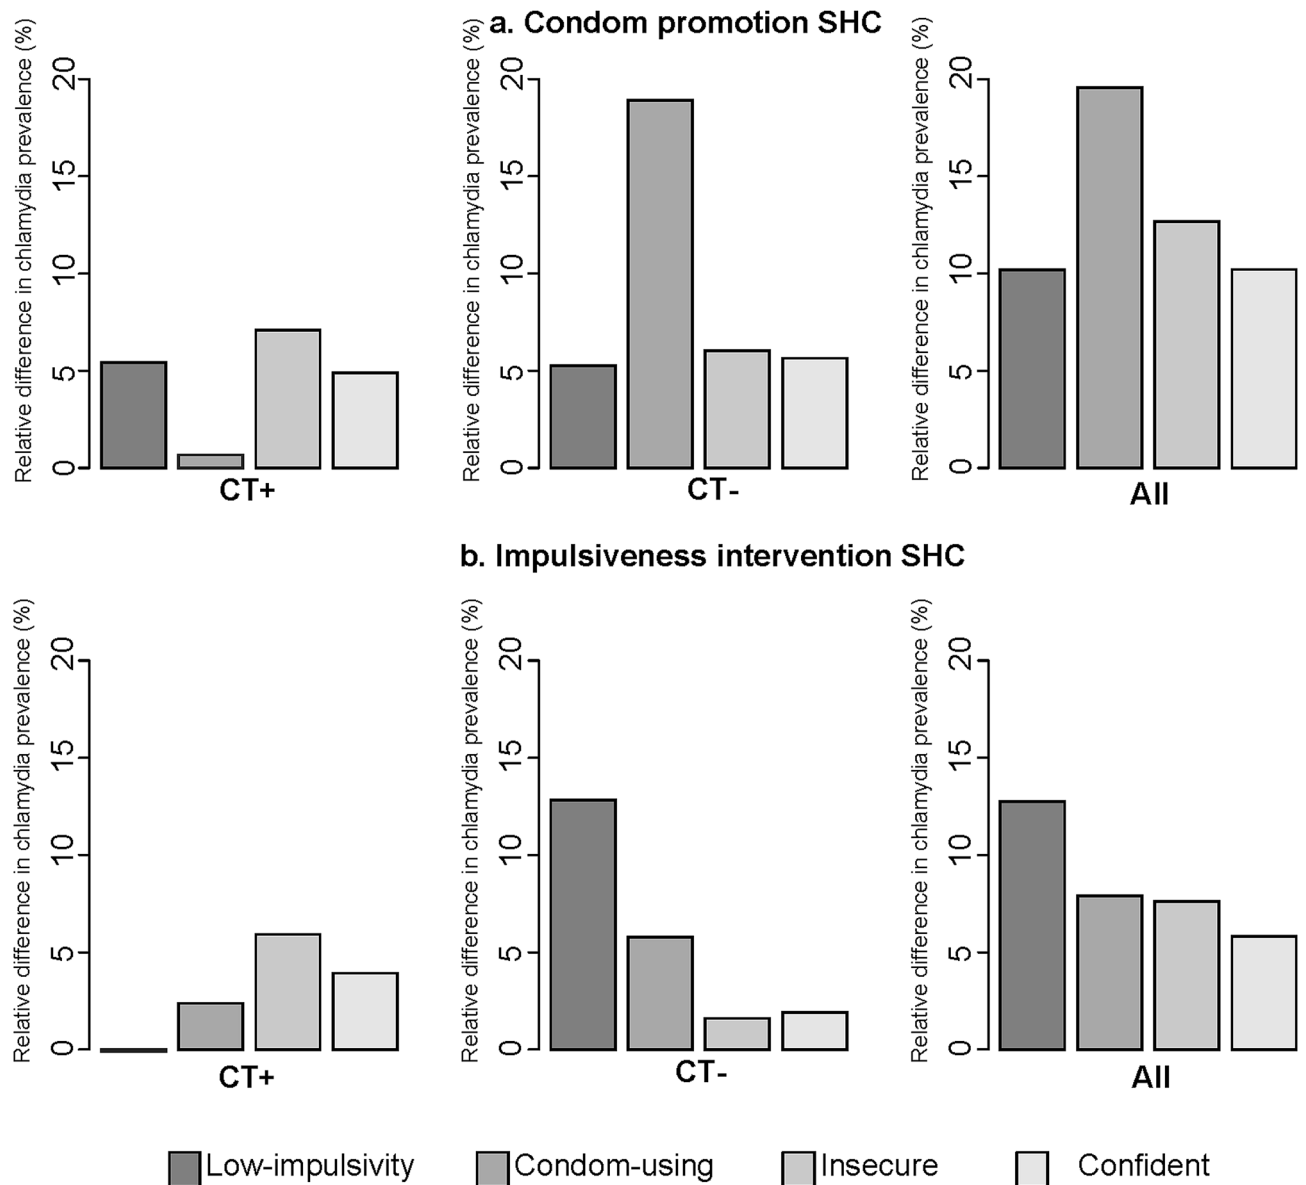 a. Condom promotion SHC
Relative difference in chlamydia prevalence (%)
20
15
10
5
0
CT+
Relative difference in chlamydia prevalence (%)
20
15
10
5
0
CT-
Relative difference in chlamydia prevalence (%)
20
15
10
5
0
All
b. Impulsiveness intervention SHC
Relative difference in chlamydia prevalence (%)
20
15
10
5
0
CT+
Relative difference in chlamydia prevalence (%)
20
15
10
5
0
CT-
Relative difference in chlamydia prevalence (%)
20
15
10
5
0
All
Low-impulsivity Condom-using Insecure Confident